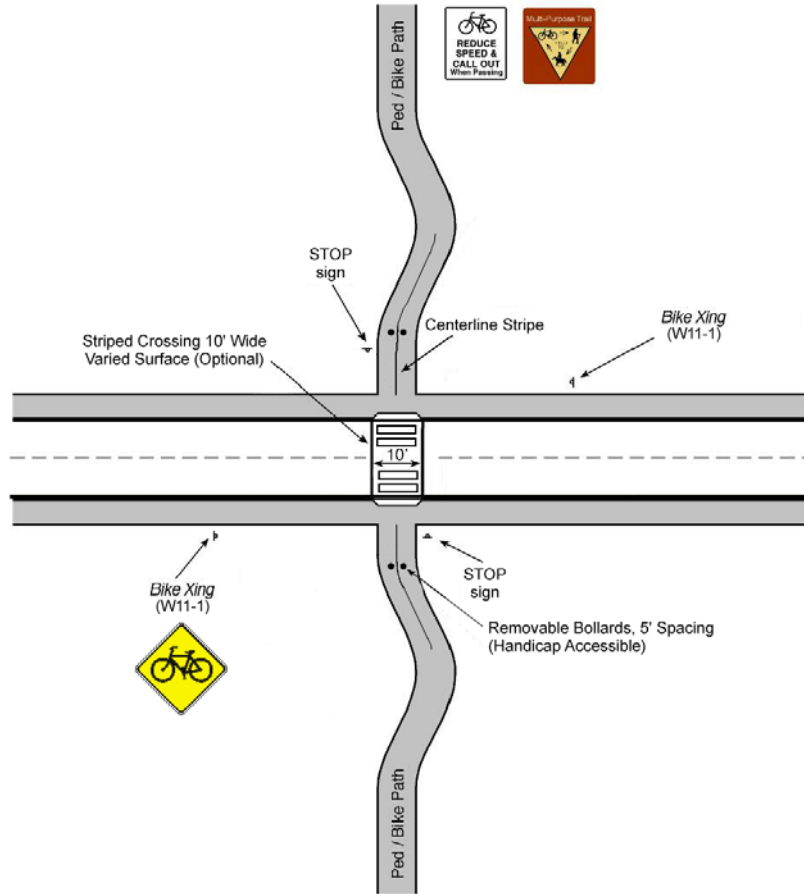 Multi-Purpose Trail
REDUCE
SPEED &
CALL OUT
When Passing
Ped / Bike Path
STOP
sign
Bike Xing
(W11-1)
Centerline Stripe
Striped Crossing 10' Wide
Varied Surface (Optional)
10'
Bike Xing
(W11-1)
STOP
sign
Removable Bollards, 5' Spacing
(Handicap Accessible)
Ped / Bike Path